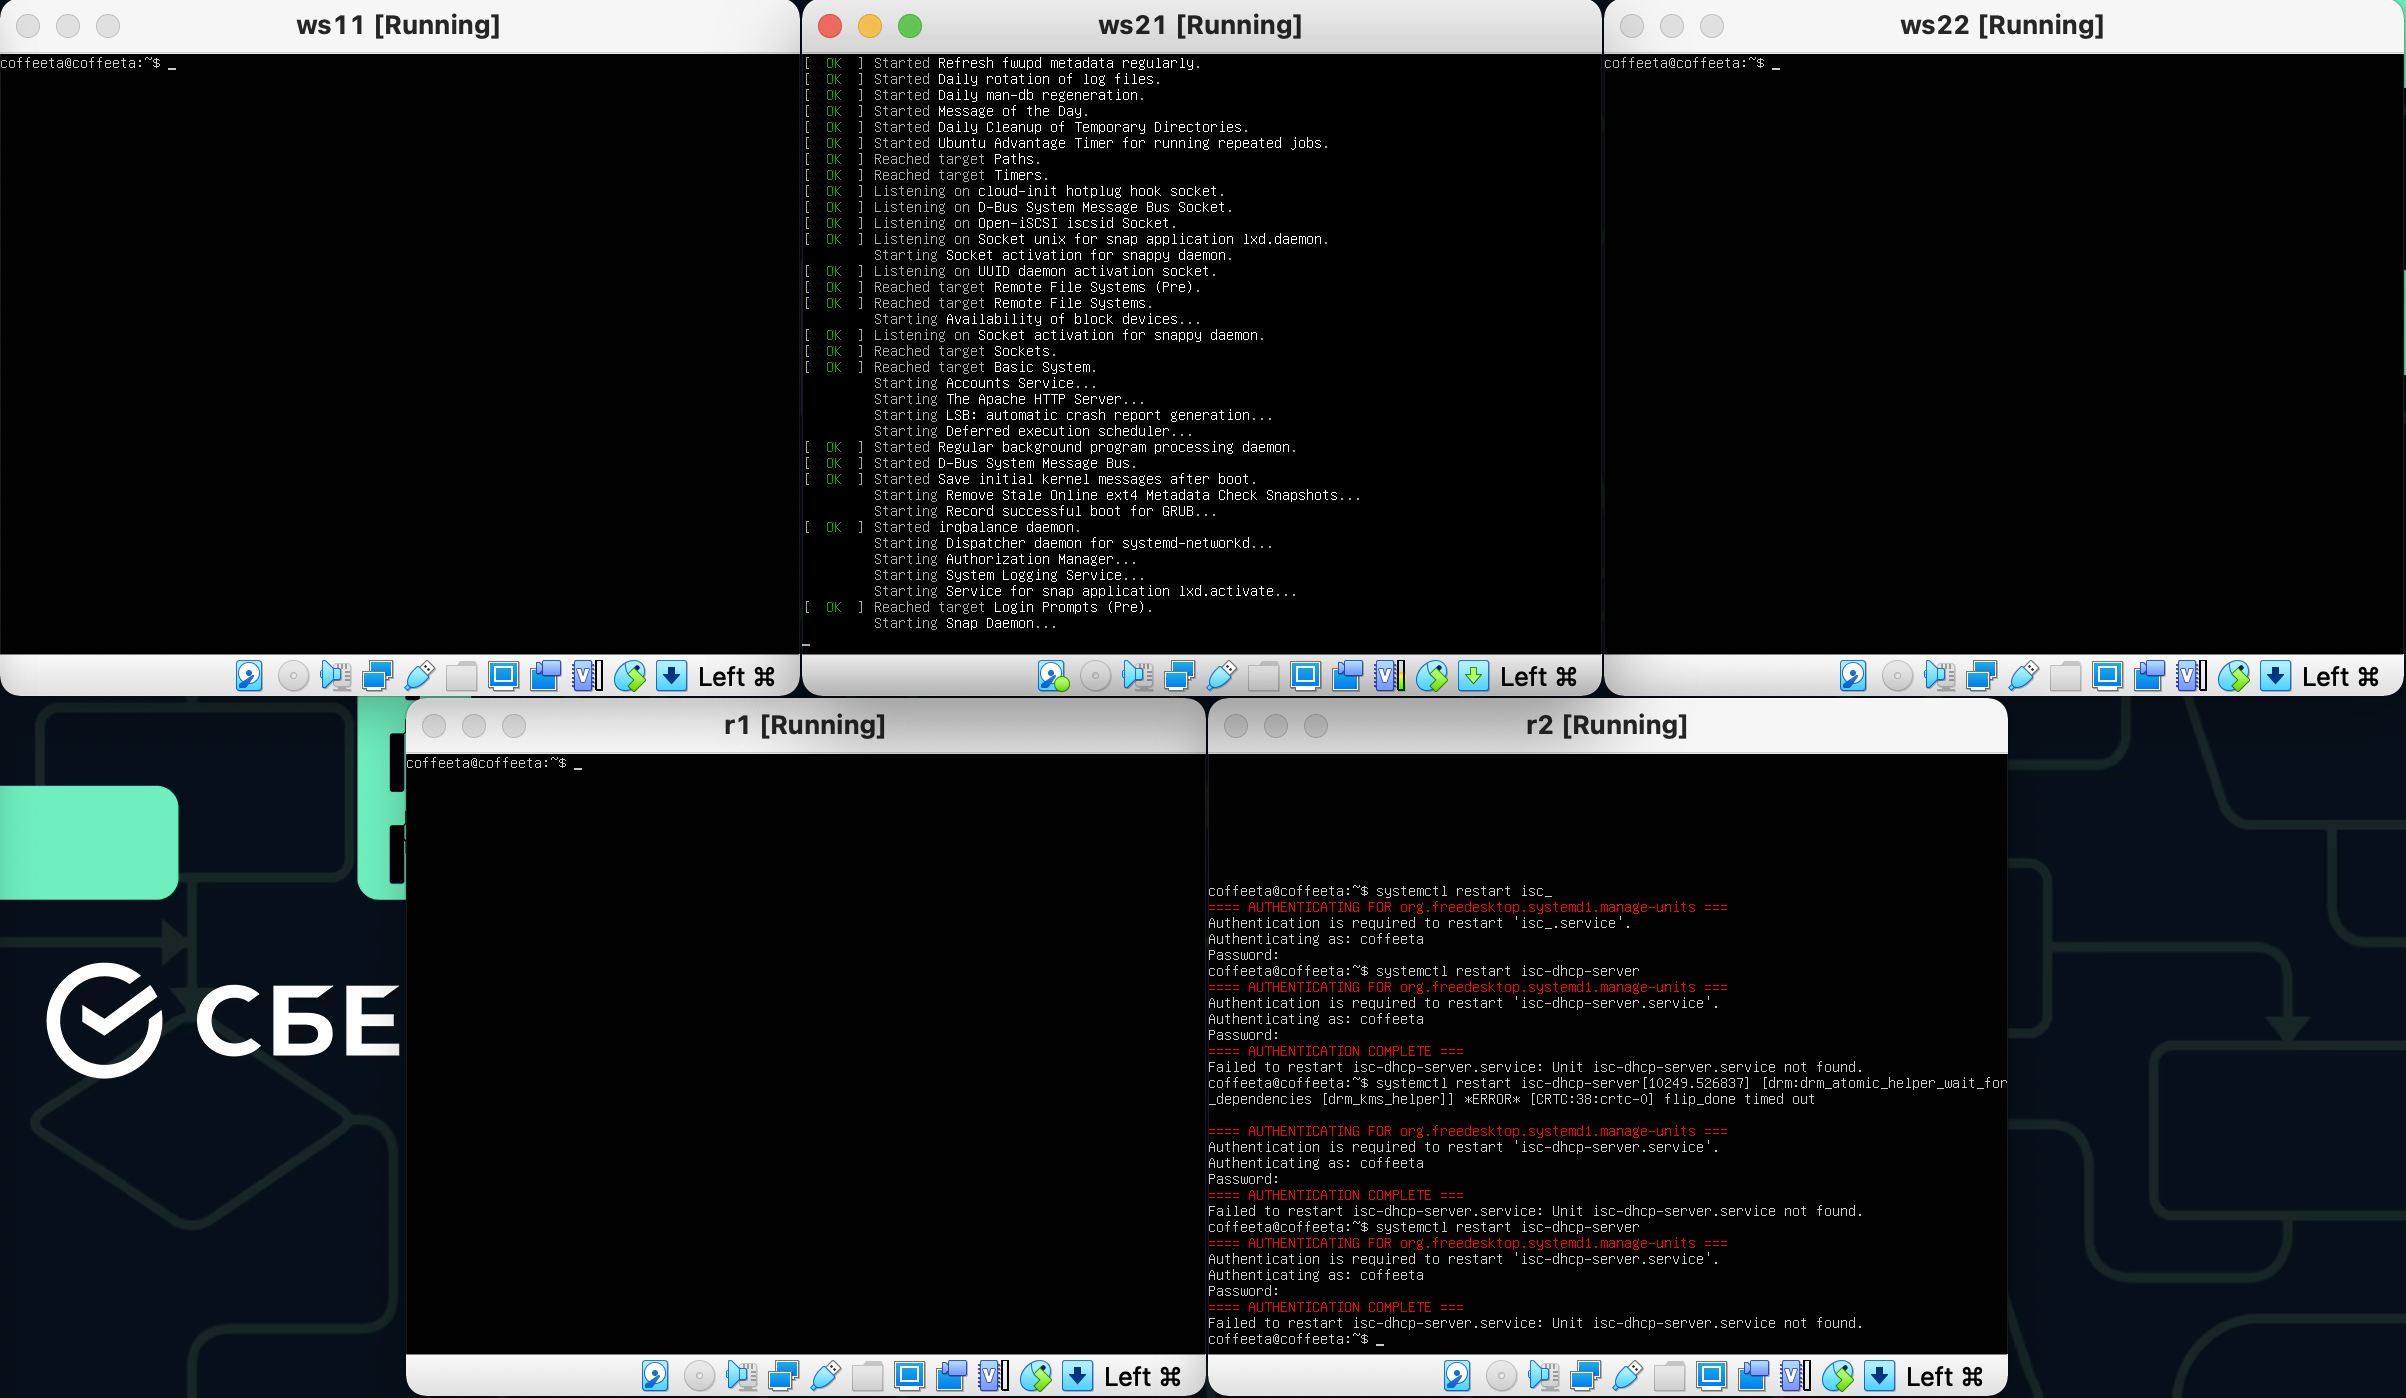 ws11 [Running]
coffeeta@coffeeta:~$ _
Left ⌘
ws21 [Running]
[  OK  ] Started Refresh fwupd metadata regularly.
[  OK  ] Started Daily rotation of log files.
[  OK  ] Started Daily man-db regeneration.
[  OK  ] Started Message of the Day.
[  OK  ] Started Daily Cleanup of Temporary Directories.
[  OK  ] Started Ubuntu Advantage Timer for running repeated jobs.
[  OK  ] Reached target Paths.
[  OK  ] Reached target Timers.
[  OK  ] Listening on cloud-init hotplug hook socket.
[  OK  ] Listening on D-Bus System Message Bus Socket.
[  OK  ] Listening on Open-iSCSI iscsid Socket.
[  OK  ] Listening on Socket unix for snap application lxd.daemon.
Starting Socket activation for snappy daemon.
[  OK  ] Listening on UUID daemon activation socket.
[  OK  ] Reached target Remote File Systems (Pre).
[  OK  ] Reached target Remote File Systems.
Starting Availability of block devices...
[  OK  ] Listening on Socket activation for snappy daemon.
[  OK  ] Reached target Sockets.
[  OK  ] Reached target Basic System.
Starting Accounts Service...
Starting The Apache HTTP Server...
Starting LSB: automatic crash report generation...
Starting Deferred execution scheduler...
[  OK  ] Started Regular background program processing daemon.
[  OK  ] Started D-Bus System Message Bus.
[  OK  ] Started Save initial kernel messages after boot.
Starting Remove Stale Online ext4 Metadata Check Snapshots...
Starting Record successful boot for GRUB...
[  OK  ] Started irqbalance daemon.
Starting Dispatcher daemon for systemd-networkd...
Starting Authorization Manager...
Starting System Logging Service...
Starting Service for snap application lxd.activate...
[  OK  ] Reached target Login Prompts (Pre).
Starting Snap Daemon...
_
Left ⌘
ws22 [Running]
coffeeta@coffeeta:~$ _
Left ⌘
СБЕ
r1 [Running]
coffeeta@coffeeta:~$ _
Left ⌘
r2 [Running]
coffeeta@coffeeta:~$ systemctl restart isc_
==== AUTHENTICATING FOR org.freedesktop.systemd1.manage-units ===
Authentication is required to restart 'isc_.service'.
Authenticating as: coffeeta
Password:
coffeeta@coffeeta:~$ systemctl restart isc-dhcp-server
==== AUTHENTICATING FOR org.freedesktop.systemd1.manage-units ===
Authentication is required to restart 'isc-dhcp-server.service'.
Authenticating as: coffeeta
Password:
==== AUTHENTICATION COMPLETE ===
Failed to restart isc-dhcp-server.service: Unit isc-dhcp-server.service not found.
coffeeta@coffeeta:~$ systemctl restart isc-dhcp-server[10249.526837] [drm:drm_atomic_helper_wait_for
_dependencies [drm_kms_helper]] *ERROR* [CRTC:38:crtc-0] flip_done timed out
==== AUTHENTICATING FOR org.freedesktop.systemd1.manage-units ===
Authentication is required to restart 'isc-dhcp-server.service'.
Authenticating as: coffeeta
Password:
==== AUTHENTICATION COMPLETE ===
Failed to restart isc-dhcp-server.service: Unit isc-dhcp-server.service not found.
coffeeta@coffeeta:~$ systemctl restart isc-dhcp-server
==== AUTHENTICATING FOR org.freedesktop.systemd1.manage-units ===
Authentication is required to restart 'isc-dhcp-server.service'.
Authenticating as: coffeeta
Password:
==== AUTHENTICATION COMPLETE ===
Failed to restart isc-dhcp-server.service: Unit isc-dhcp-server.service not found.
coffeeta@coffeeta:~$ _
Left ⌘